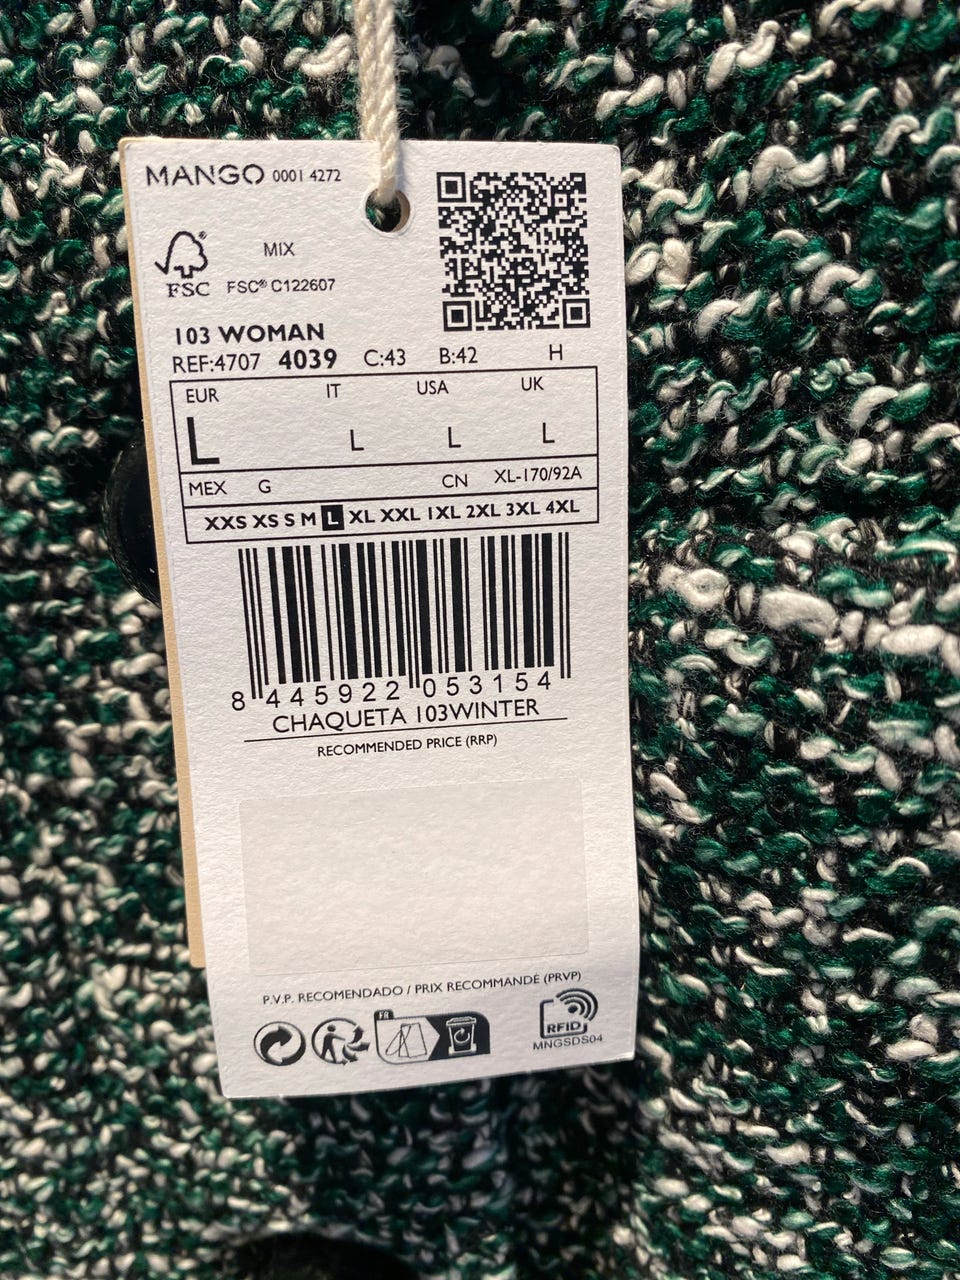 MANGO 0001 4272
MIX
FSC FSC® C122607
103 WOMAN
REF:4707 4039 C:43 B:42 H
EUR IT USA UK
L L L L
MEX G CN XL-170/92A
XXS XS S M L XL XXL 1XL 2XL 3XL 4XL
8 445922 053154
CHAQUETA 103WINTER
RECOMMENDED PRICE (RRP)
P.V.P. RECOMENDADO / PRIX RECOMMANDÉ (PRVP)
FR
RFID
MNGSDS04